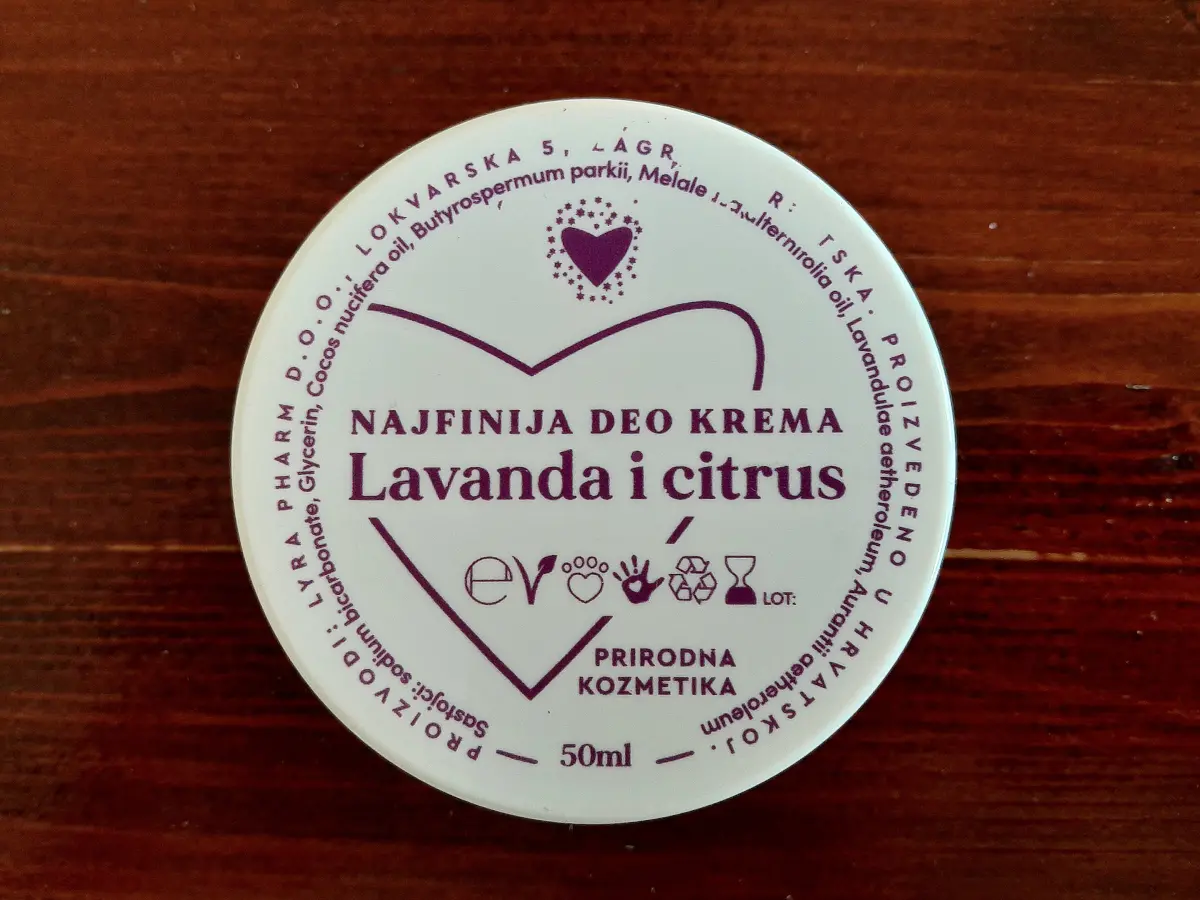 PROIZVODI: LYRA PHARM D.O.O., LOKVARSKA 5, PROIZVEDENO U HRVATSKOJ.
Sastojci: sodium bicarbonate, Glycerin, Cocos nucifera oil, Butyrospermum parkii, oil, Lavandulae aetheroleum, Aurantii aetheroleum
NAJFINIJA DEO KREMA
Lavanda i citrus
LOT:
PRIRODNA
KOZMETIKA
50ml